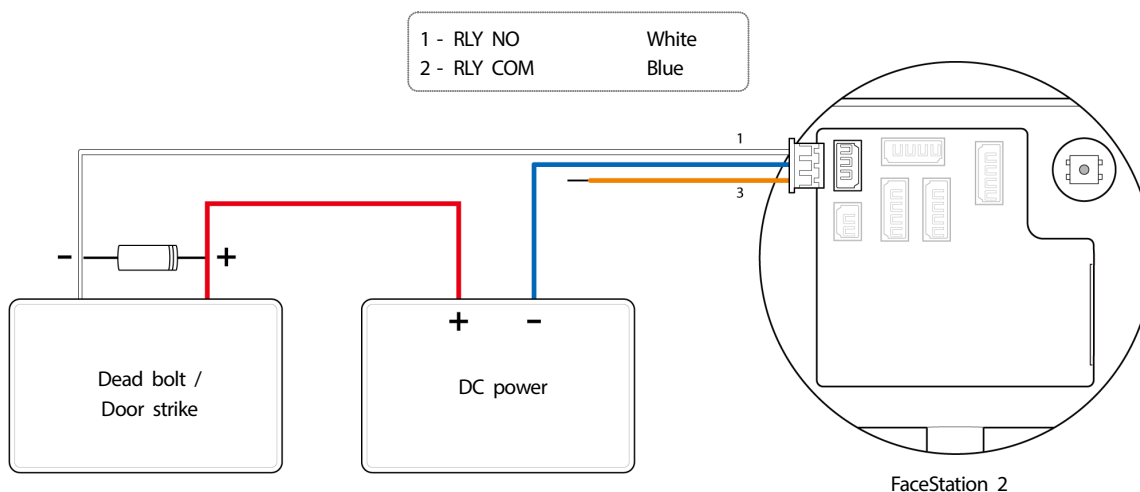 1 - RLY NO White
2 - RLY COM Blue
1
3
- +
+ -
Dead bolt /
Door strike
DC power
FaceStation 2